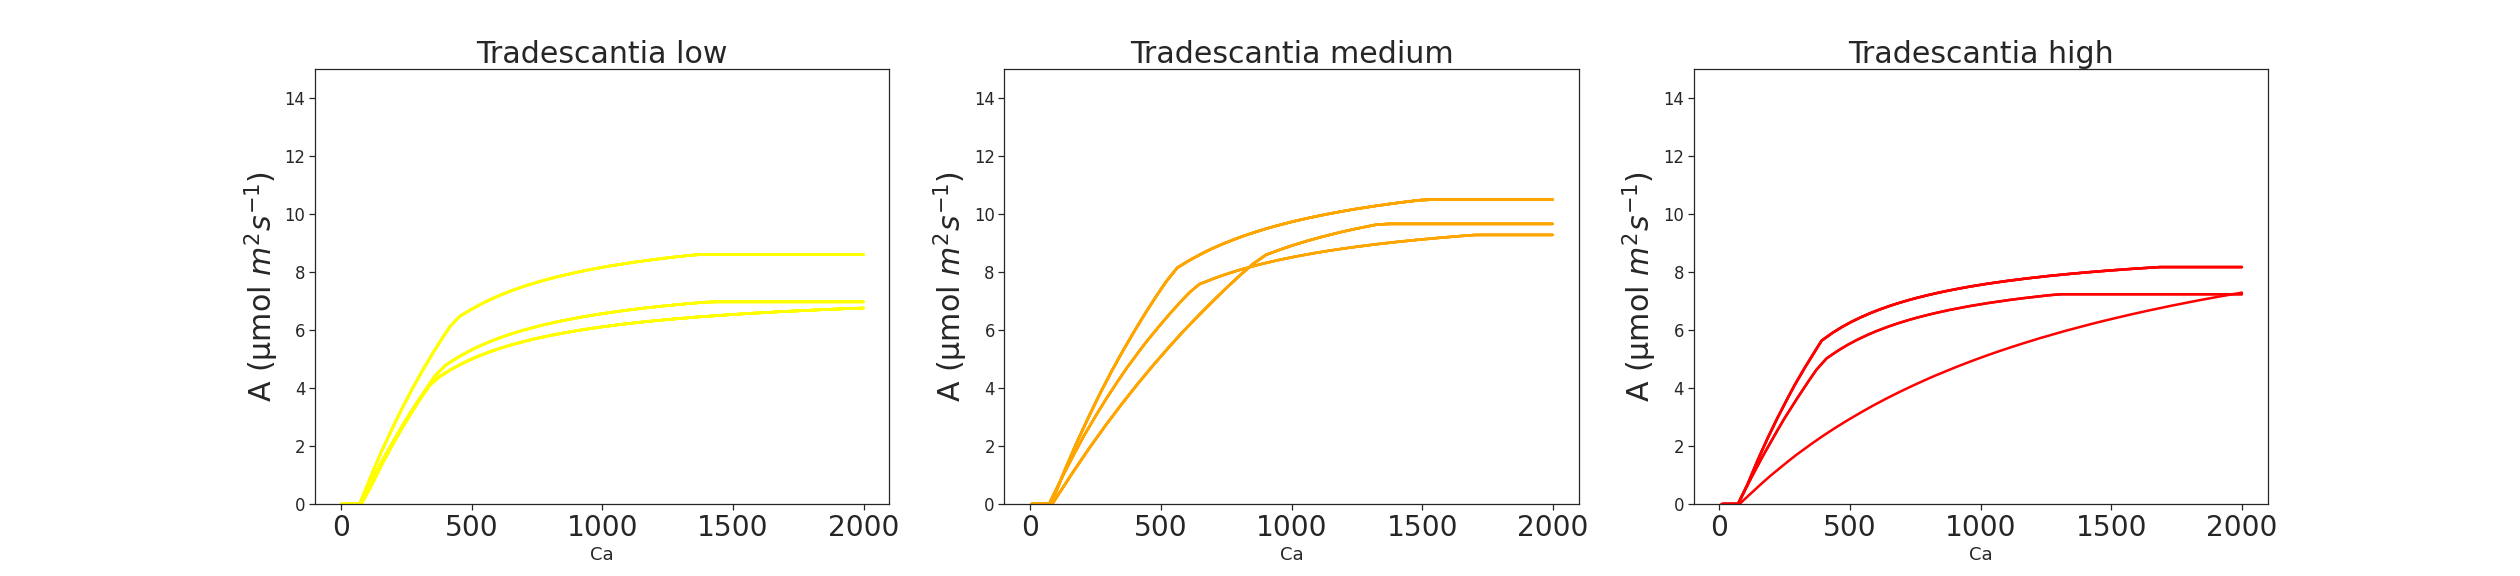 Tradescantia low
A (µmol m²s⁻¹)
14
12
10
8
6
4
2
0
0 500 1000 1500 2000
Ca
Tradescantia medium
A (µmol m²s⁻¹)
14
12
10
8
6
4
2
0
0 500 1000 1500 2000
Ca
Tradescantia high
A (µmol m²s⁻¹)
14
12
10
8
6
4
2
0
0 500 1000 1500 2000
Ca